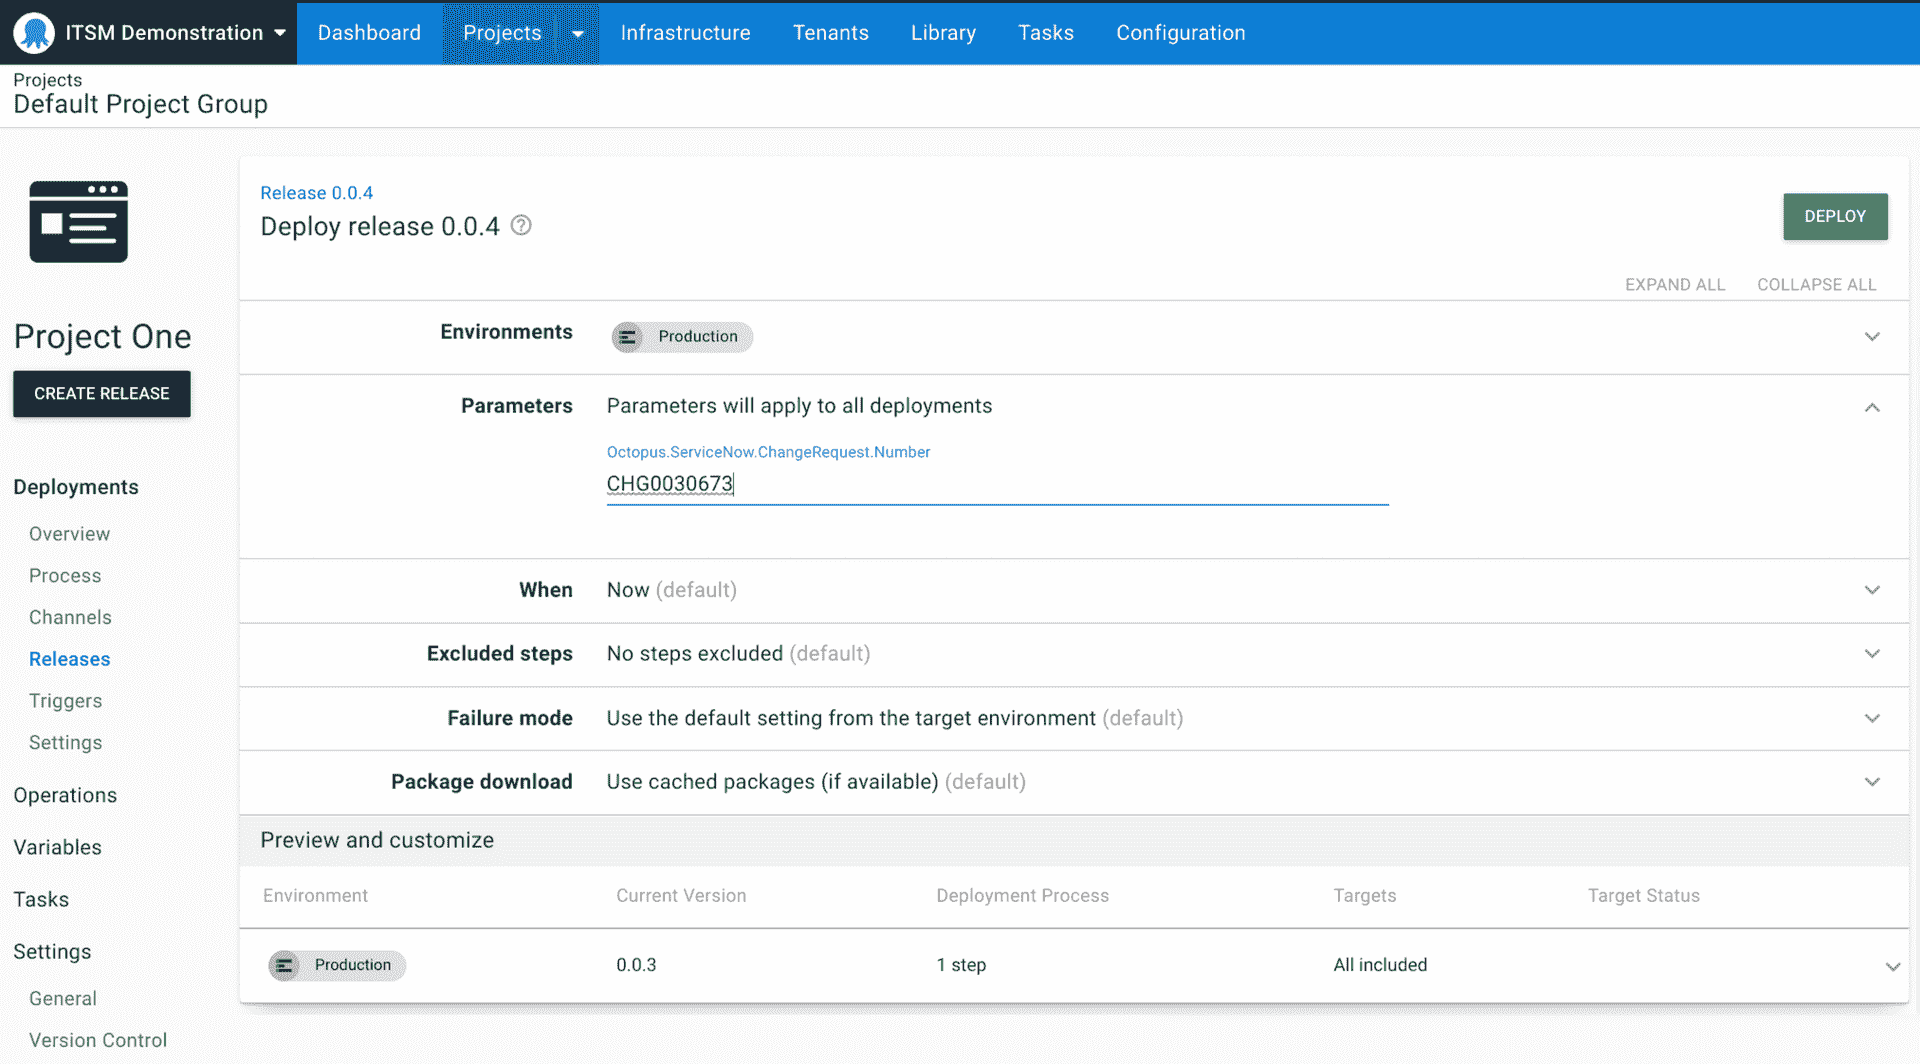 ITSM Demonstration Dashboard Projects Infrastructure Tenants Library Tasks Configuration
Projects
Default Project Group
Project One
CREATE RELEASE
Deployments
Overview
Process
Channels
Releases
Triggers
Settings
Operations
Variables
Tasks
Settings
General
Version Control
Release 0.0.4
Deploy release 0.0.4 ?
DEPLOY
EXPAND ALL COLLAPSE ALL
Environments Production
Parameters Parameters will apply to all deployments
Octopus.ServiceNow.ChangeRequest.Number
CHG0030673
When Now (default)
Excluded steps No steps excluded (default)
Failure mode Use the default setting from the target environment (default)
Package download Use cached packages (if available) (default)
Preview and customize
Environment Current Version Deployment Process Targets Target Status
Production 0.0.3 1 step All included